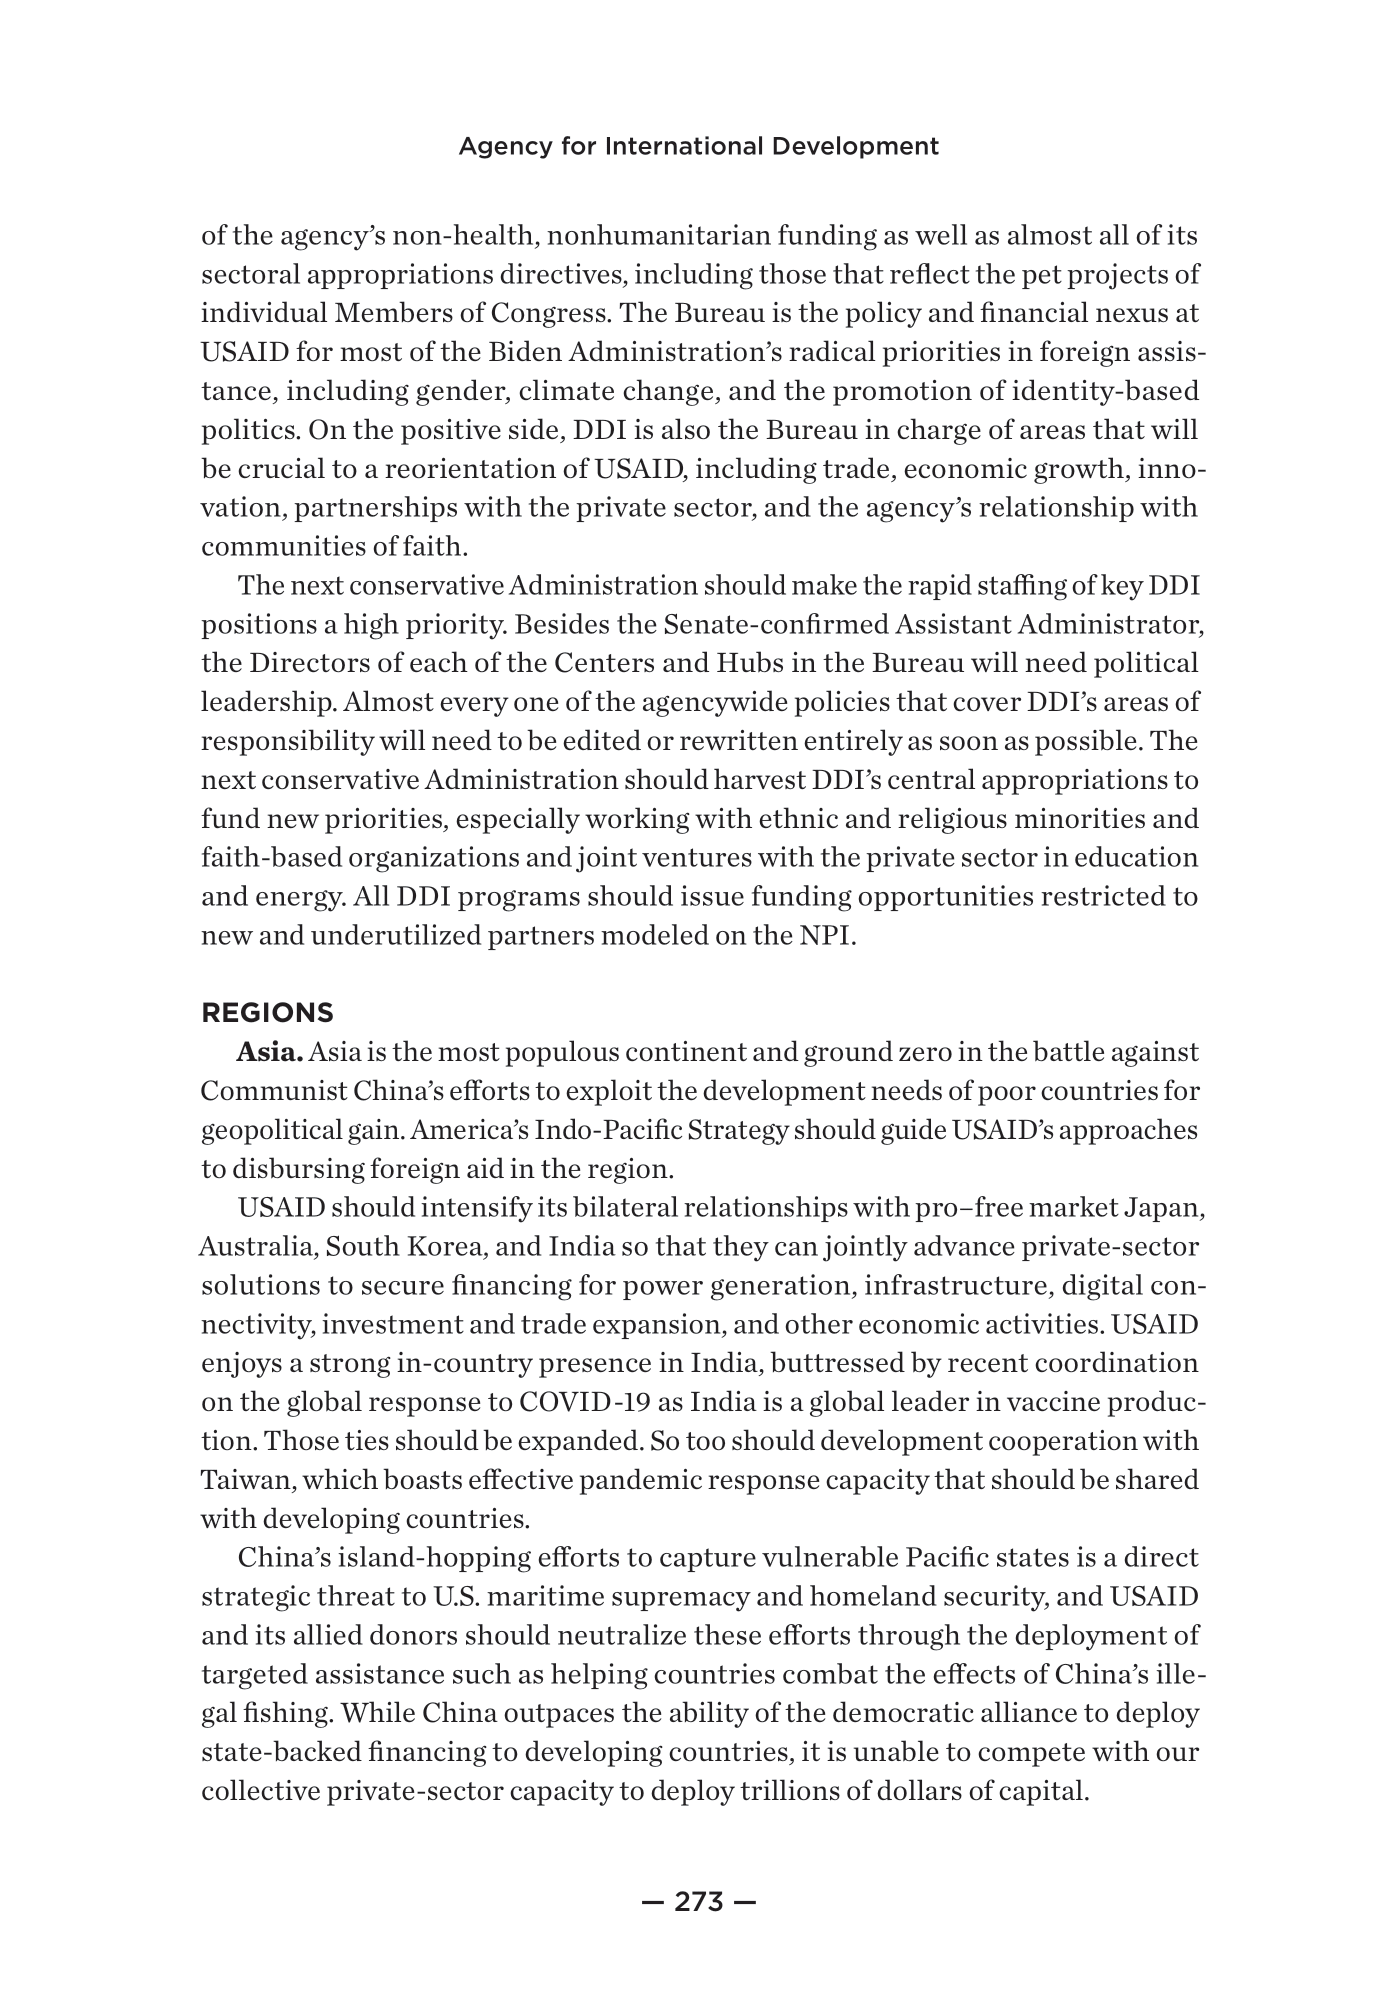 Agency for International Development
of the agency’s non-health, nonhumanitarian funding as well as almost all of its
sectoral appropriations directives, including those that reflect the pet projects of
individual Members of Congress. The Bureau is the policy and financial nexus at
USAID for most of the Biden Administration’s radical priorities in foreign assis-
tance, including gender, climate change, and the promotion of identity-based
politics. On the positive side, DDI is also the Bureau in charge of areas that will
be crucial to a reorientation of USAID, including trade, economic growth, inno-
vation, partnerships with the private sector, and the agency’s relationship with
communities of faith.
The next conservative Administration should make the rapid staffing of key DDI
positions a high priority. Besides the Senate-confirmed Assistant Administrator,
the Directors of each of the Centers and Hubs in the Bureau will need political
leadership. Almost every one of the agencywide policies that cover DDI’s areas of
responsibility will need to be edited or rewritten entirely as soon as possible. The
next conservative Administration should harvest DDI’s central appropriations to
fund new priorities, especially working with ethnic and religious minorities and
faith-based organizations and joint ventures with the private sector in education
and energy. All DDI programs should issue funding opportunities restricted to
new and underutilized partners modeled on the NPI.
REGIONS
Asia. Asia is the most populous continent and ground zero in the battle against
Communist China’s efforts to exploit the development needs of poor countries for
geopolitical gain. America’s Indo-Pacific Strategy should guide USAID’s approaches
to disbursing foreign aid in the region.
USAID should intensify its bilateral relationships with pro–free market Japan,
Australia, South Korea, and India so that they can jointly advance private-sector
solutions to secure financing for power generation, infrastructure, digital con-
nectivity, investment and trade expansion, and other economic activities. USAID
enjoys a strong in-country presence in India, buttressed by recent coordination
on the global response to COVID-19 as India is a global leader in vaccine produc-
tion. Those ties should be expanded. So too should development cooperation with
Taiwan, which boasts effective pandemic response capacity that should be shared
with developing countries.
China’s island-hopping efforts to capture vulnerable Pacific states is a direct
strategic threat to U.S. maritime supremacy and homeland security, and USAID
and its allied donors should neutralize these efforts through the deployment of
targeted assistance such as helping countries combat the effects of China’s ille-
gal fishing. While China outpaces the ability of the democratic alliance to deploy
state-backed financing to developing countries, it is unable to compete with our
collective private-sector capacity to deploy trillions of dollars of capital.
— 273 —